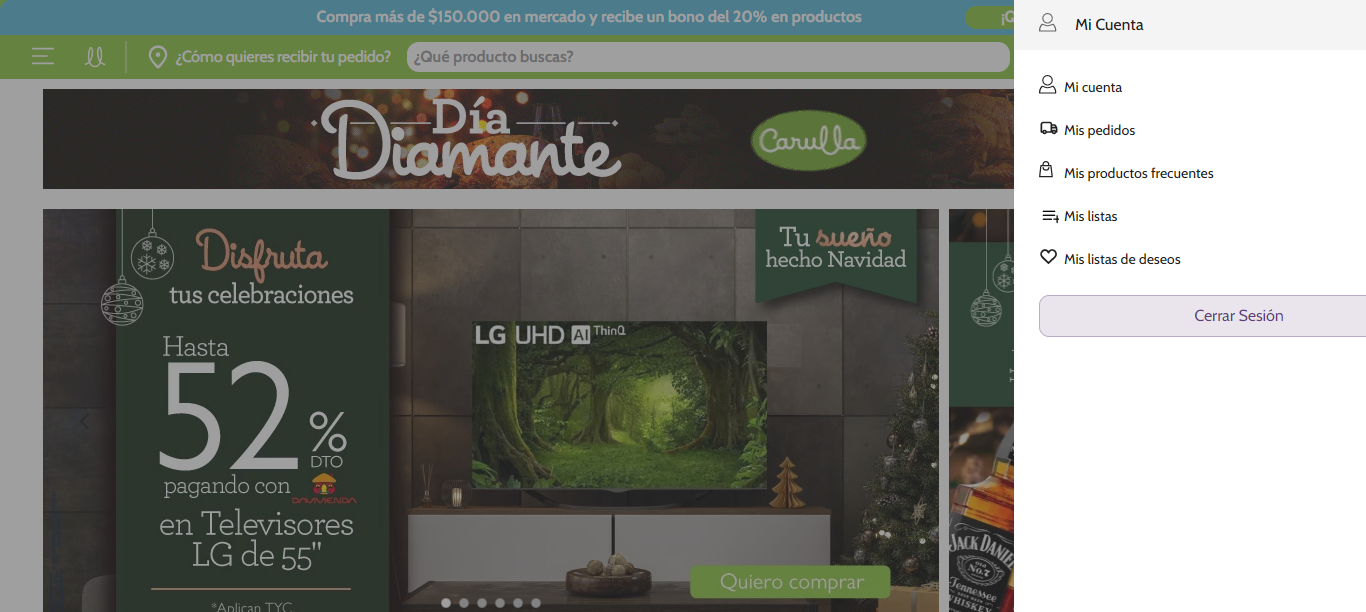 Compra más de $150.000 en mercado y recibe un bono del 20% en productos
¿Cómo quieres recibir tu pedido?
¿Qué producto buscas?
Día
Diamante
Carulla
Disfruta
tus celebraciones
Hasta
52%
DTO
pagando con
DAVIVIENDA
en Televisores
LG de 55"
*Aplican TYC
Tu sueño
hecho Navidad
LG UHD AI ThinQ
Quiero comprar
JACK DANIEL
Old
No.7
Tennessee
WHISKEY
Mi Cuenta
Mi cuenta
Mis pedidos
Mis productos frecuentes
Mis listas
Mis listas de deseos
Cerrar Sesión